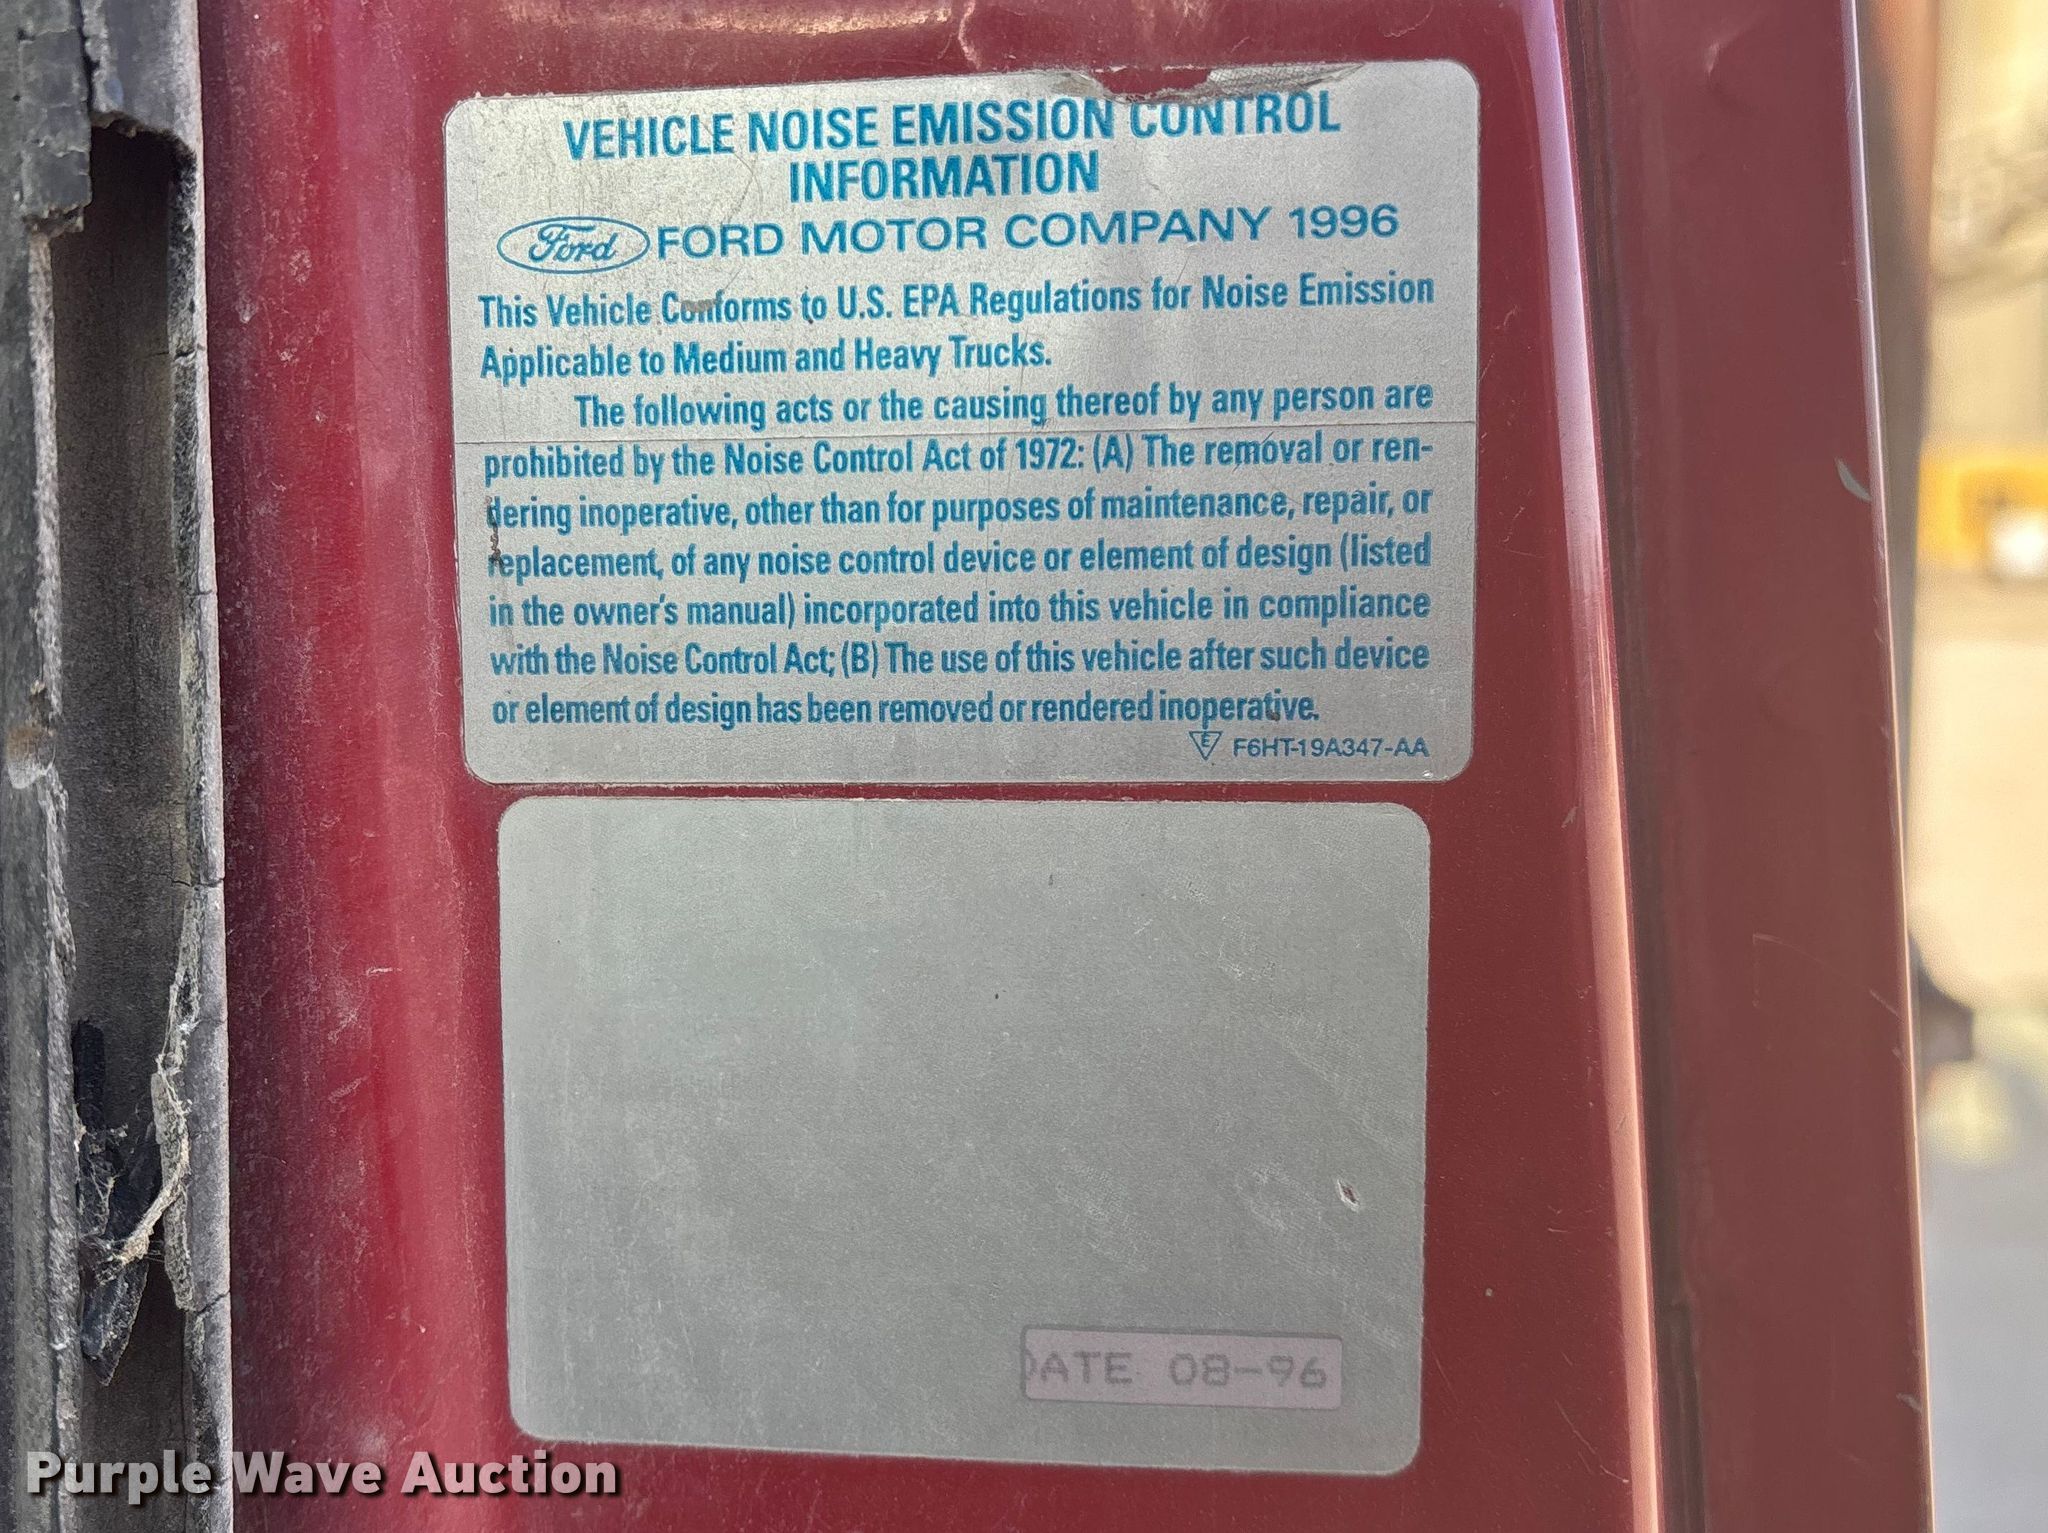 VEHICLE NOISE EMISSION CONTROL
INFORMATION
Ford FORD MOTOR COMPANY 1996
This Vehicle Conforms to U.S. EPA Regulations for Noise Emission
Applicable to Medium and Heavy Trucks.
The following acts or the causing thereof by any person are
prohibited by the Noise Control Act of 1972: (A) The removal or ren-
dering inoperative, other than for purposes of maintenance, repair, or
replacement, of any noise control device or element of design (listed
in the owner's manual) incorporated into this vehicle in compliance
with the Noise Control Act; (B) The use of this vehicle after such device
or element of design has been removed or rendered inoperative.
E F6HT-19A347-AA
DATE 08-96
Purple Wave Auction